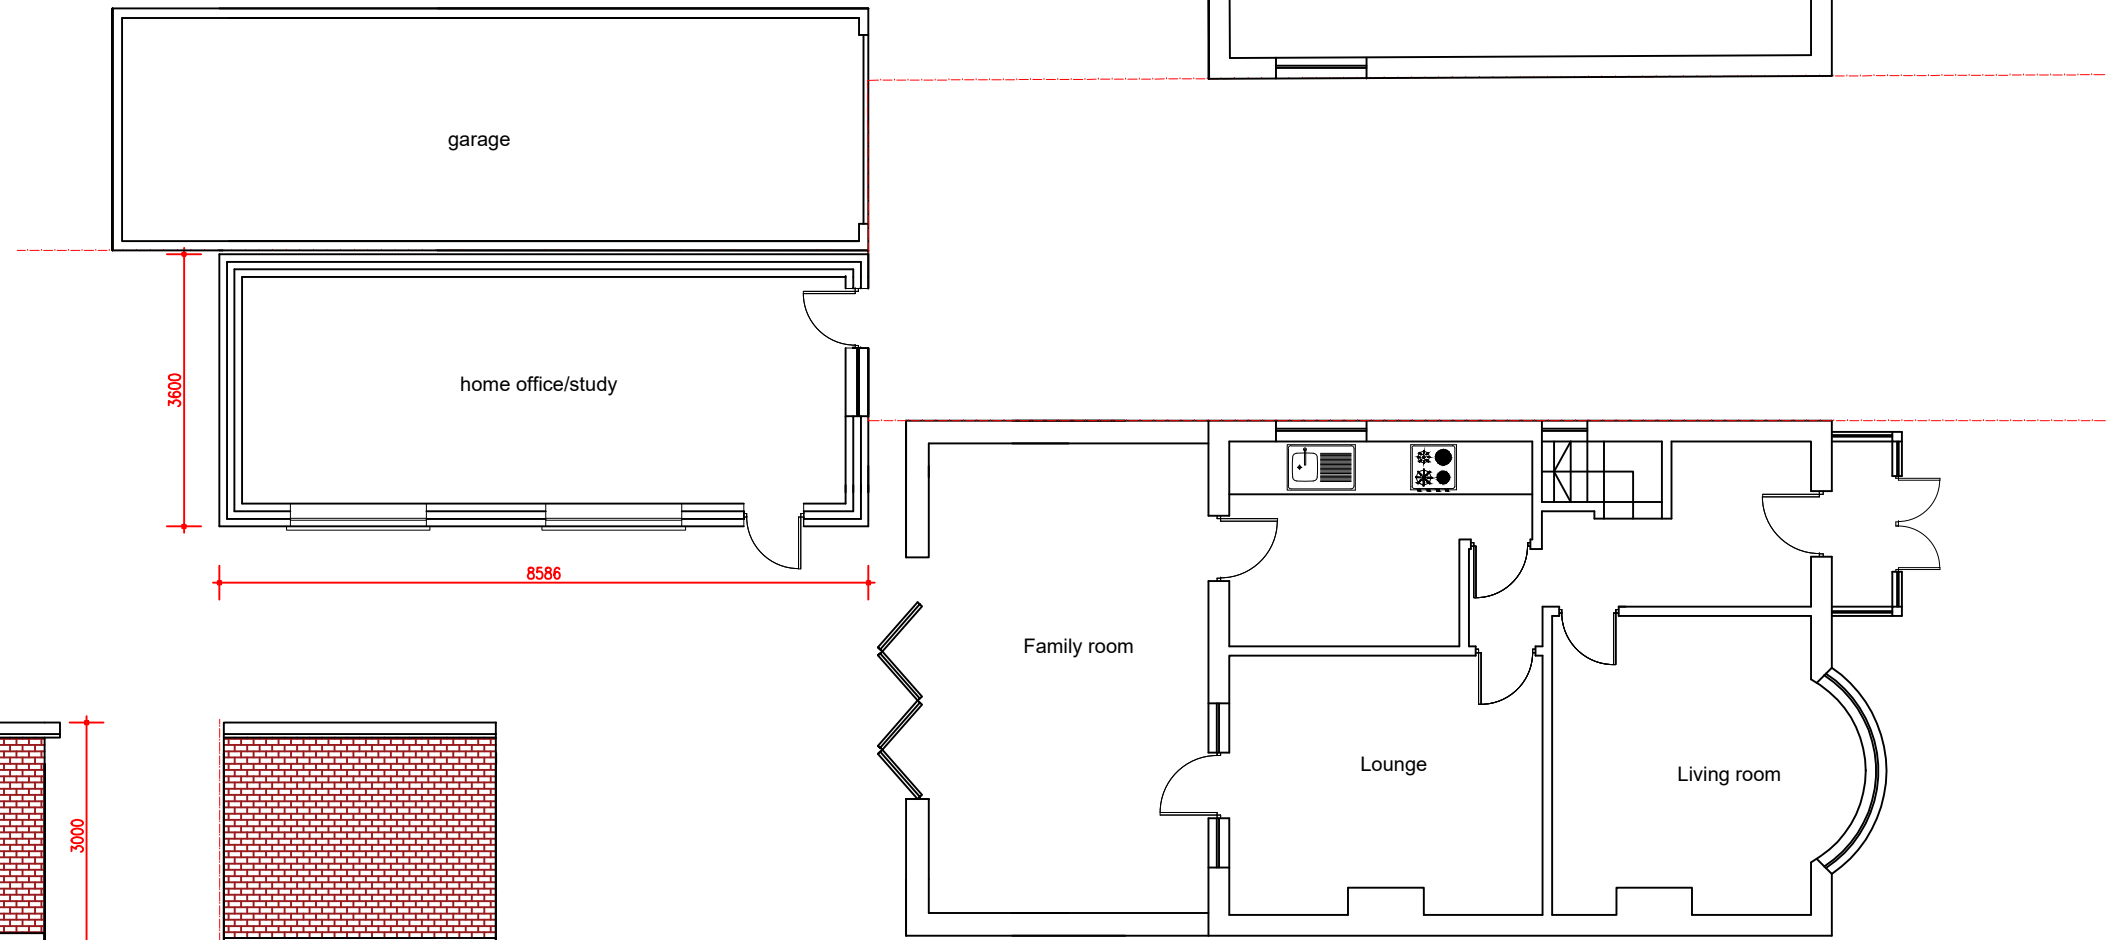 garage
home office/study
3600
8586
Family room
Lounge
Living room
3000